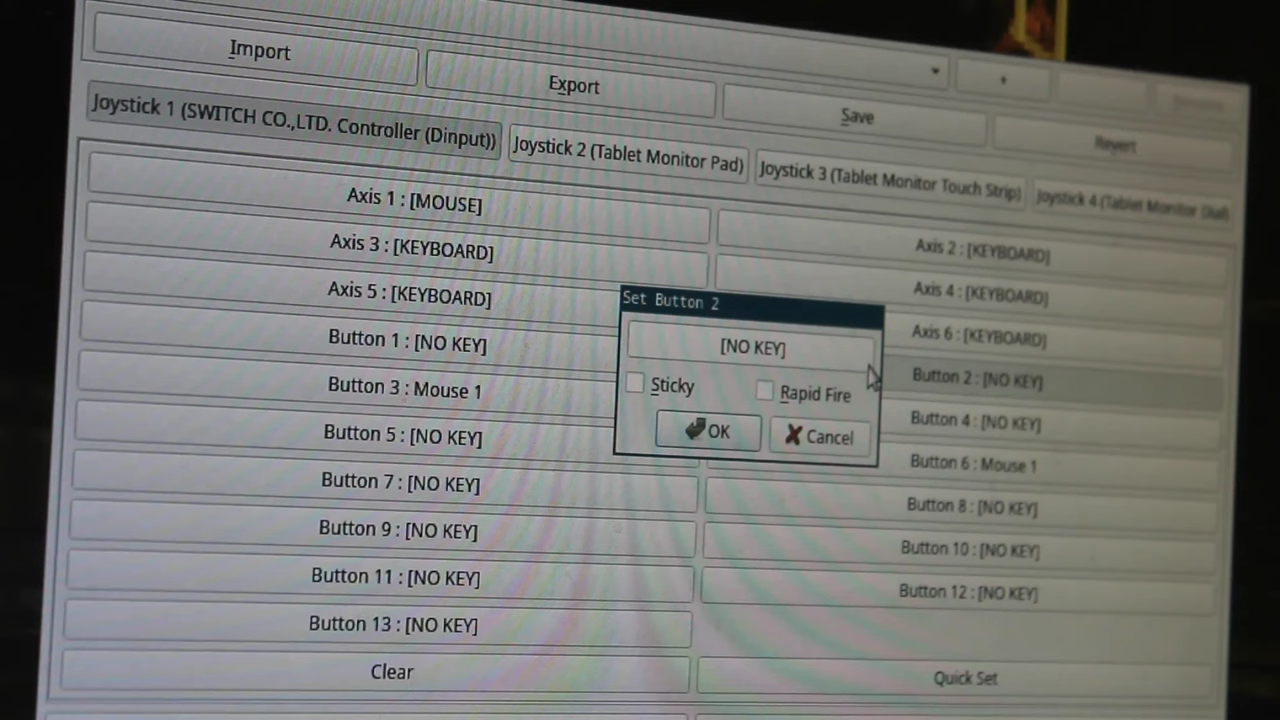 Import
Export
Save
Revert
Joystick 1 (SWITCH CO.,LTD. Controller (Dinput))
Joystick 2 (Tablet Monitor Pad)
Joystick 3 (Tablet Monitor Touch Strip)
Joystick 4 (Tablet Monitor Dial)
Axis 1 : [MOUSE]
Axis 2 : [KEYBOARD]
Axis 3 : [KEYBOARD]
Axis 4 : [KEYBOARD]
Axis 5 : [KEYBOARD]
Axis 6 : [KEYBOARD]
Button 1 : [NO KEY]
Button 2 : [NO KEY]
Button 3 : Mouse 1
Button 4 : [NO KEY]
Button 5 : [NO KEY]
Button 6 : Mouse 1
Button 7 : [NO KEY]
Button 8 : [NO KEY]
Button 9 : [NO KEY]
Button 10 : [NO KEY]
Button 11 : [NO KEY]
Button 12 : [NO KEY]
Button 13 : [NO KEY]
Clear
Quick Set
Set Button 2
[NO KEY]
Sticky
Rapid Fire
OK
Cancel